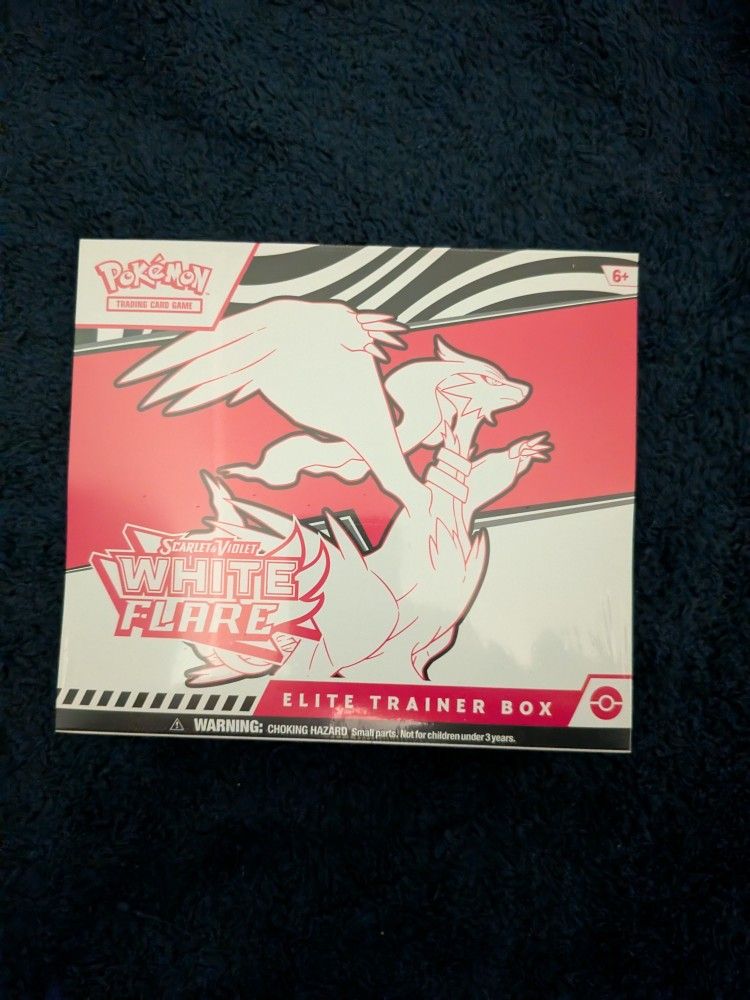 POKéMON
TRADING CARD GAME
6+
SCARLET & VIOLET
WHITE
FLARE
ELITE TRAINER BOX
WARNING: CHOKING HAZARD Small parts. Not for children under 3 years.